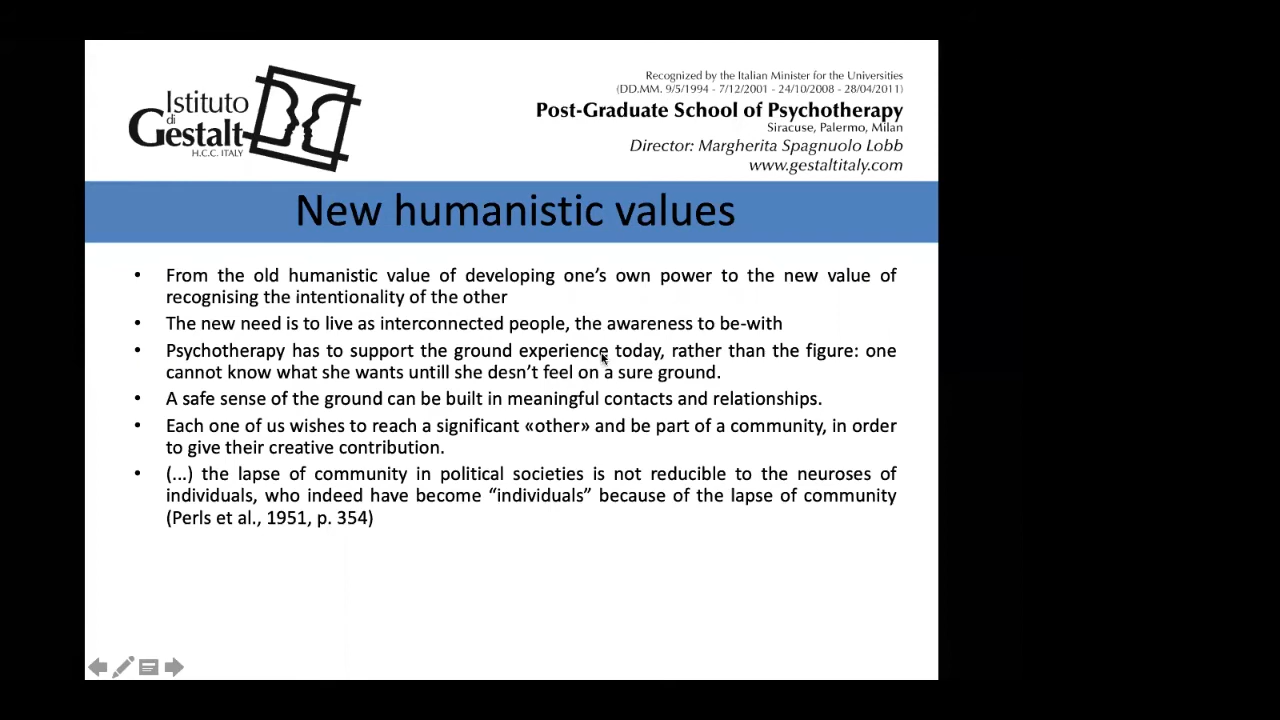 Istituto
di
Gestalt
H.C.C. ITALY
Recognized by the Italian Minister for the Universities
(DD.MM. 9/5/1994 - 7/12/2001 - 24/10/2008 - 28/04/2011)
Post-Graduate School of Psychotherapy
Siracuse, Palermo, Milan
Director: Margherita Spagnuolo Lobb
www.gestaltitaly.com
New humanistic values
• From the old humanistic value of developing one’s own power to the new value of
recognising the intentionality of the other
• The new need is to live as interconnected people, the awareness to be-with
• Psychotherapy has to support the ground experience today, rather than the figure: one
cannot know what she wants untill she desn’t feel on a sure ground.
• A safe sense of the ground can be built in meaningful contacts and relationships.
• Each one of us wishes to reach a significant «other» and be part of a community, in order
to give their creative contribution.
• (...) the lapse of community in political societies is not reducible to the neuroses of
individuals, who indeed have become “individuals” because of the lapse of community
(Perls et al., 1951, p. 354)